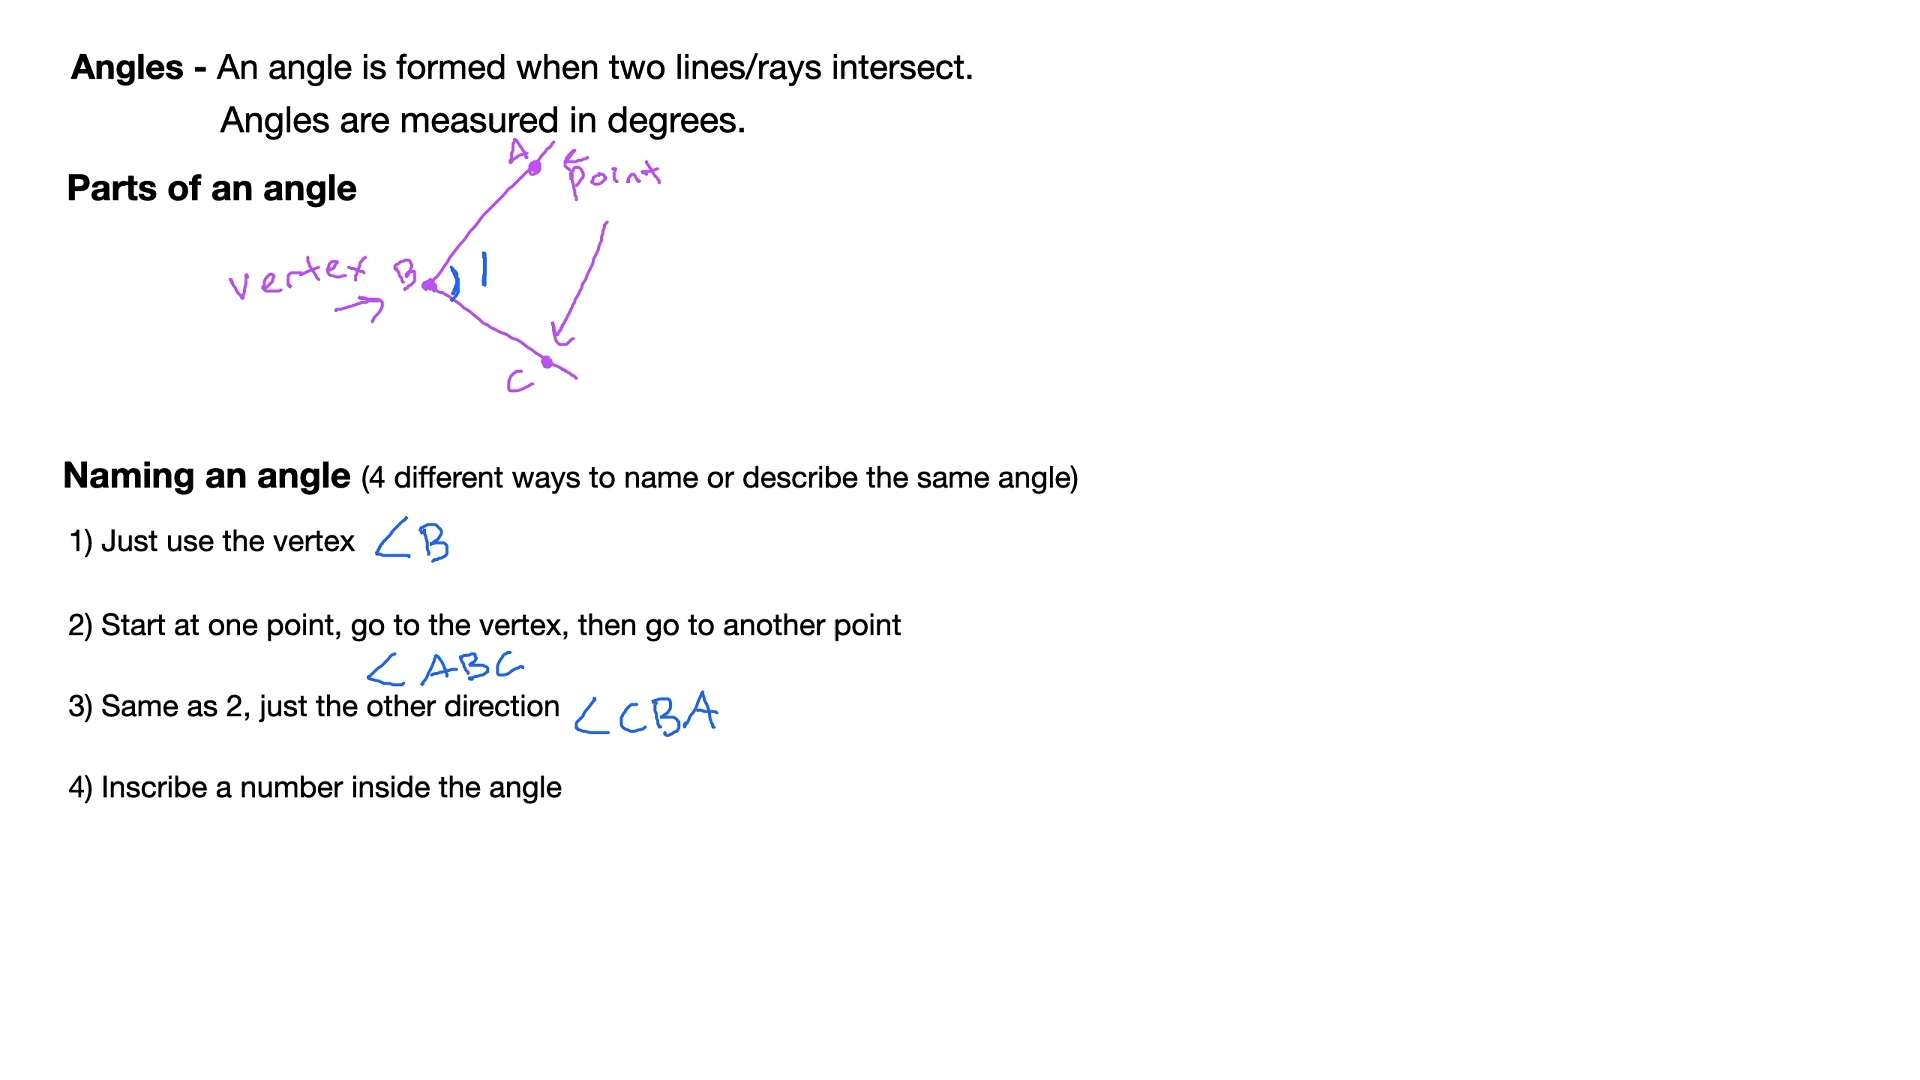 Angles - An angle is formed when two lines/rays intersect.
Angles are measured in degrees.
A
point
Parts of an angle
vertex B 1
C
Naming an angle (4 different ways to name or describe the same angle)
1) Just use the vertex ∠B
2) Start at one point, go to the vertex, then go to another point
∠ABC
3) Same as 2, just the other direction ∠CBA
4) Inscribe a number inside the angle